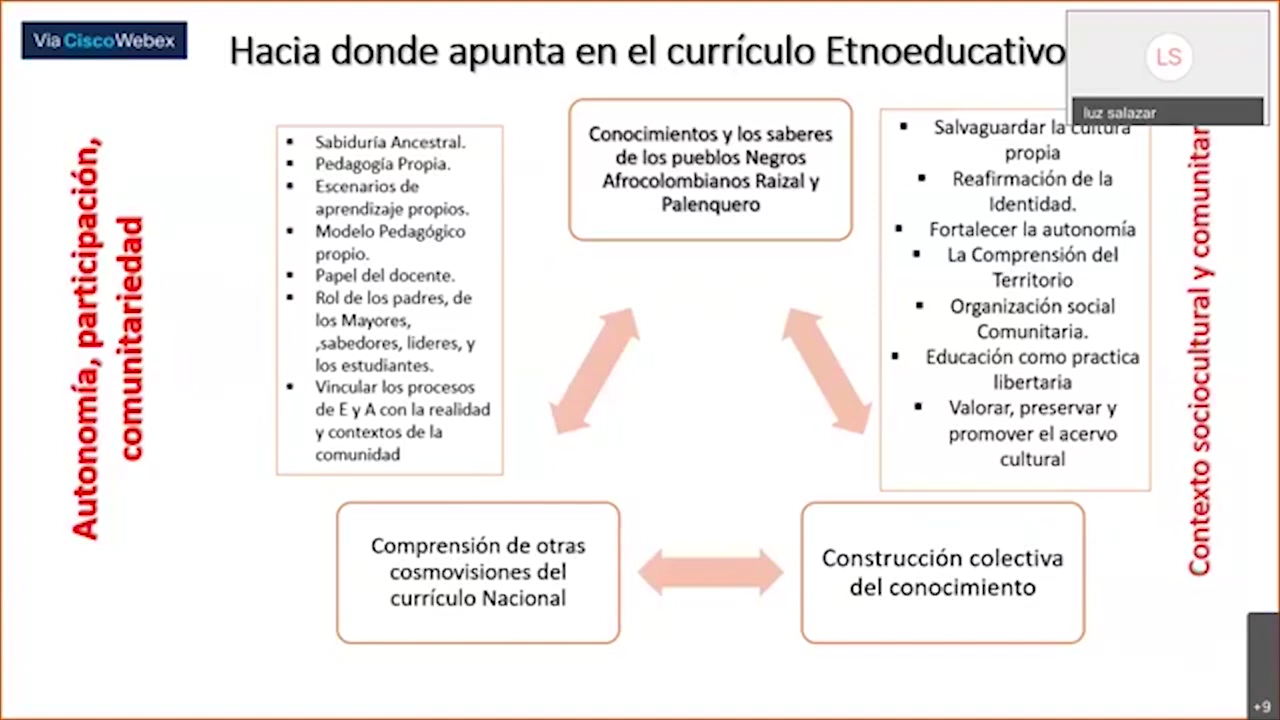 Via CiscoWebex
Hacia donde apunta en el currículo Etnoeducativo
LS
luz salazar
Autonomía, participación,
comunitariedad
▪ Sabiduría Ancestral.
▪ Pedagogía Propia.
▪ Escenarios de
aprendizaje propios.
▪ Modelo Pedagógico
propio.
▪ Papel del docente.
▪ Rol de los padres, de
los Mayores,
,sabedores, lideres, y
los estudiantes.
▪ Vincular los procesos
de E y A con la realidad
y contextos de la
comunidad
Conocimientos y los saberes
de los pueblos Negros
Afrocolombianos Raizal y
Palenquero
▪ Salvaguardar la cultura
propia
▪ Reafirmación de la
Identidad.
▪ Fortalecer la autonomía
▪ La Comprensión del
Territorio
▪ Organización social
Comunitaria.
▪ Educación como practica
libertaria
▪ Valorar, preservar y
promover el acervo
cultural
Contexto sociocultural y comunitar
Comprensión de otras
cosmovisiones del
currículo Nacional
Construcción colectiva
del conocimiento
+9